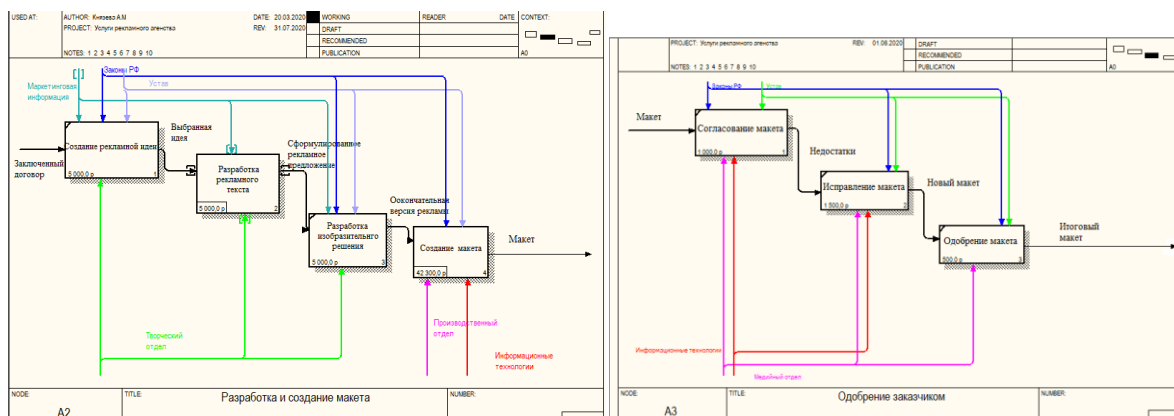 USED AT:
AUTHOR: Князева А.М
DATE: 20.03.2020
WORKING
READER
DATE
CONTEXT:
PROJECT: Услуги рекламного агенства
REV: 31.07.2020
DRAFT
RECOMMENDED
NOTES: 1 2 3 4 5 6 7 8 9 10
PUBLICATION
A0
Законы РФ
Устав
Маркетинговая
информация
Выбранная
идея
Создание рекламной идеи
Заключенный
договор
5 000,0 р
1
Сформулированное
рекламное
предложение
Разработка
рекламного
текста
5 000,0 р
2
Оокончательная
версия рекламы
Разработка
изобразительнго
решения
5 000,0 р
3
Создание макета
42 300,0 р
4
Макет
Творческий
отдел
Производственный
отдел
Информационные
технологии
NODE:
TITLE:
Разработка и создание макета
NUMBER:
A2
PROJECT: Услуги рекламного агенства
REV: 01.08.2020
DRAFT
RECOMMENDED
NOTES: 1 2 3 4 5 6 7 8 9 10
PUBLICATION
A0
Законы РФ
Устав
Макет
Согласование макета
1 000,0 р
1
Недостатки
Исправление макета
1 500,0 р
2
Новый макет
Одобрение макета
500,0 р
3
Итоговый
макет
Информационные технологии
Медийный отдел
NODE:
TITLE:
Одобрение заказчиком
NUMBER:
A3